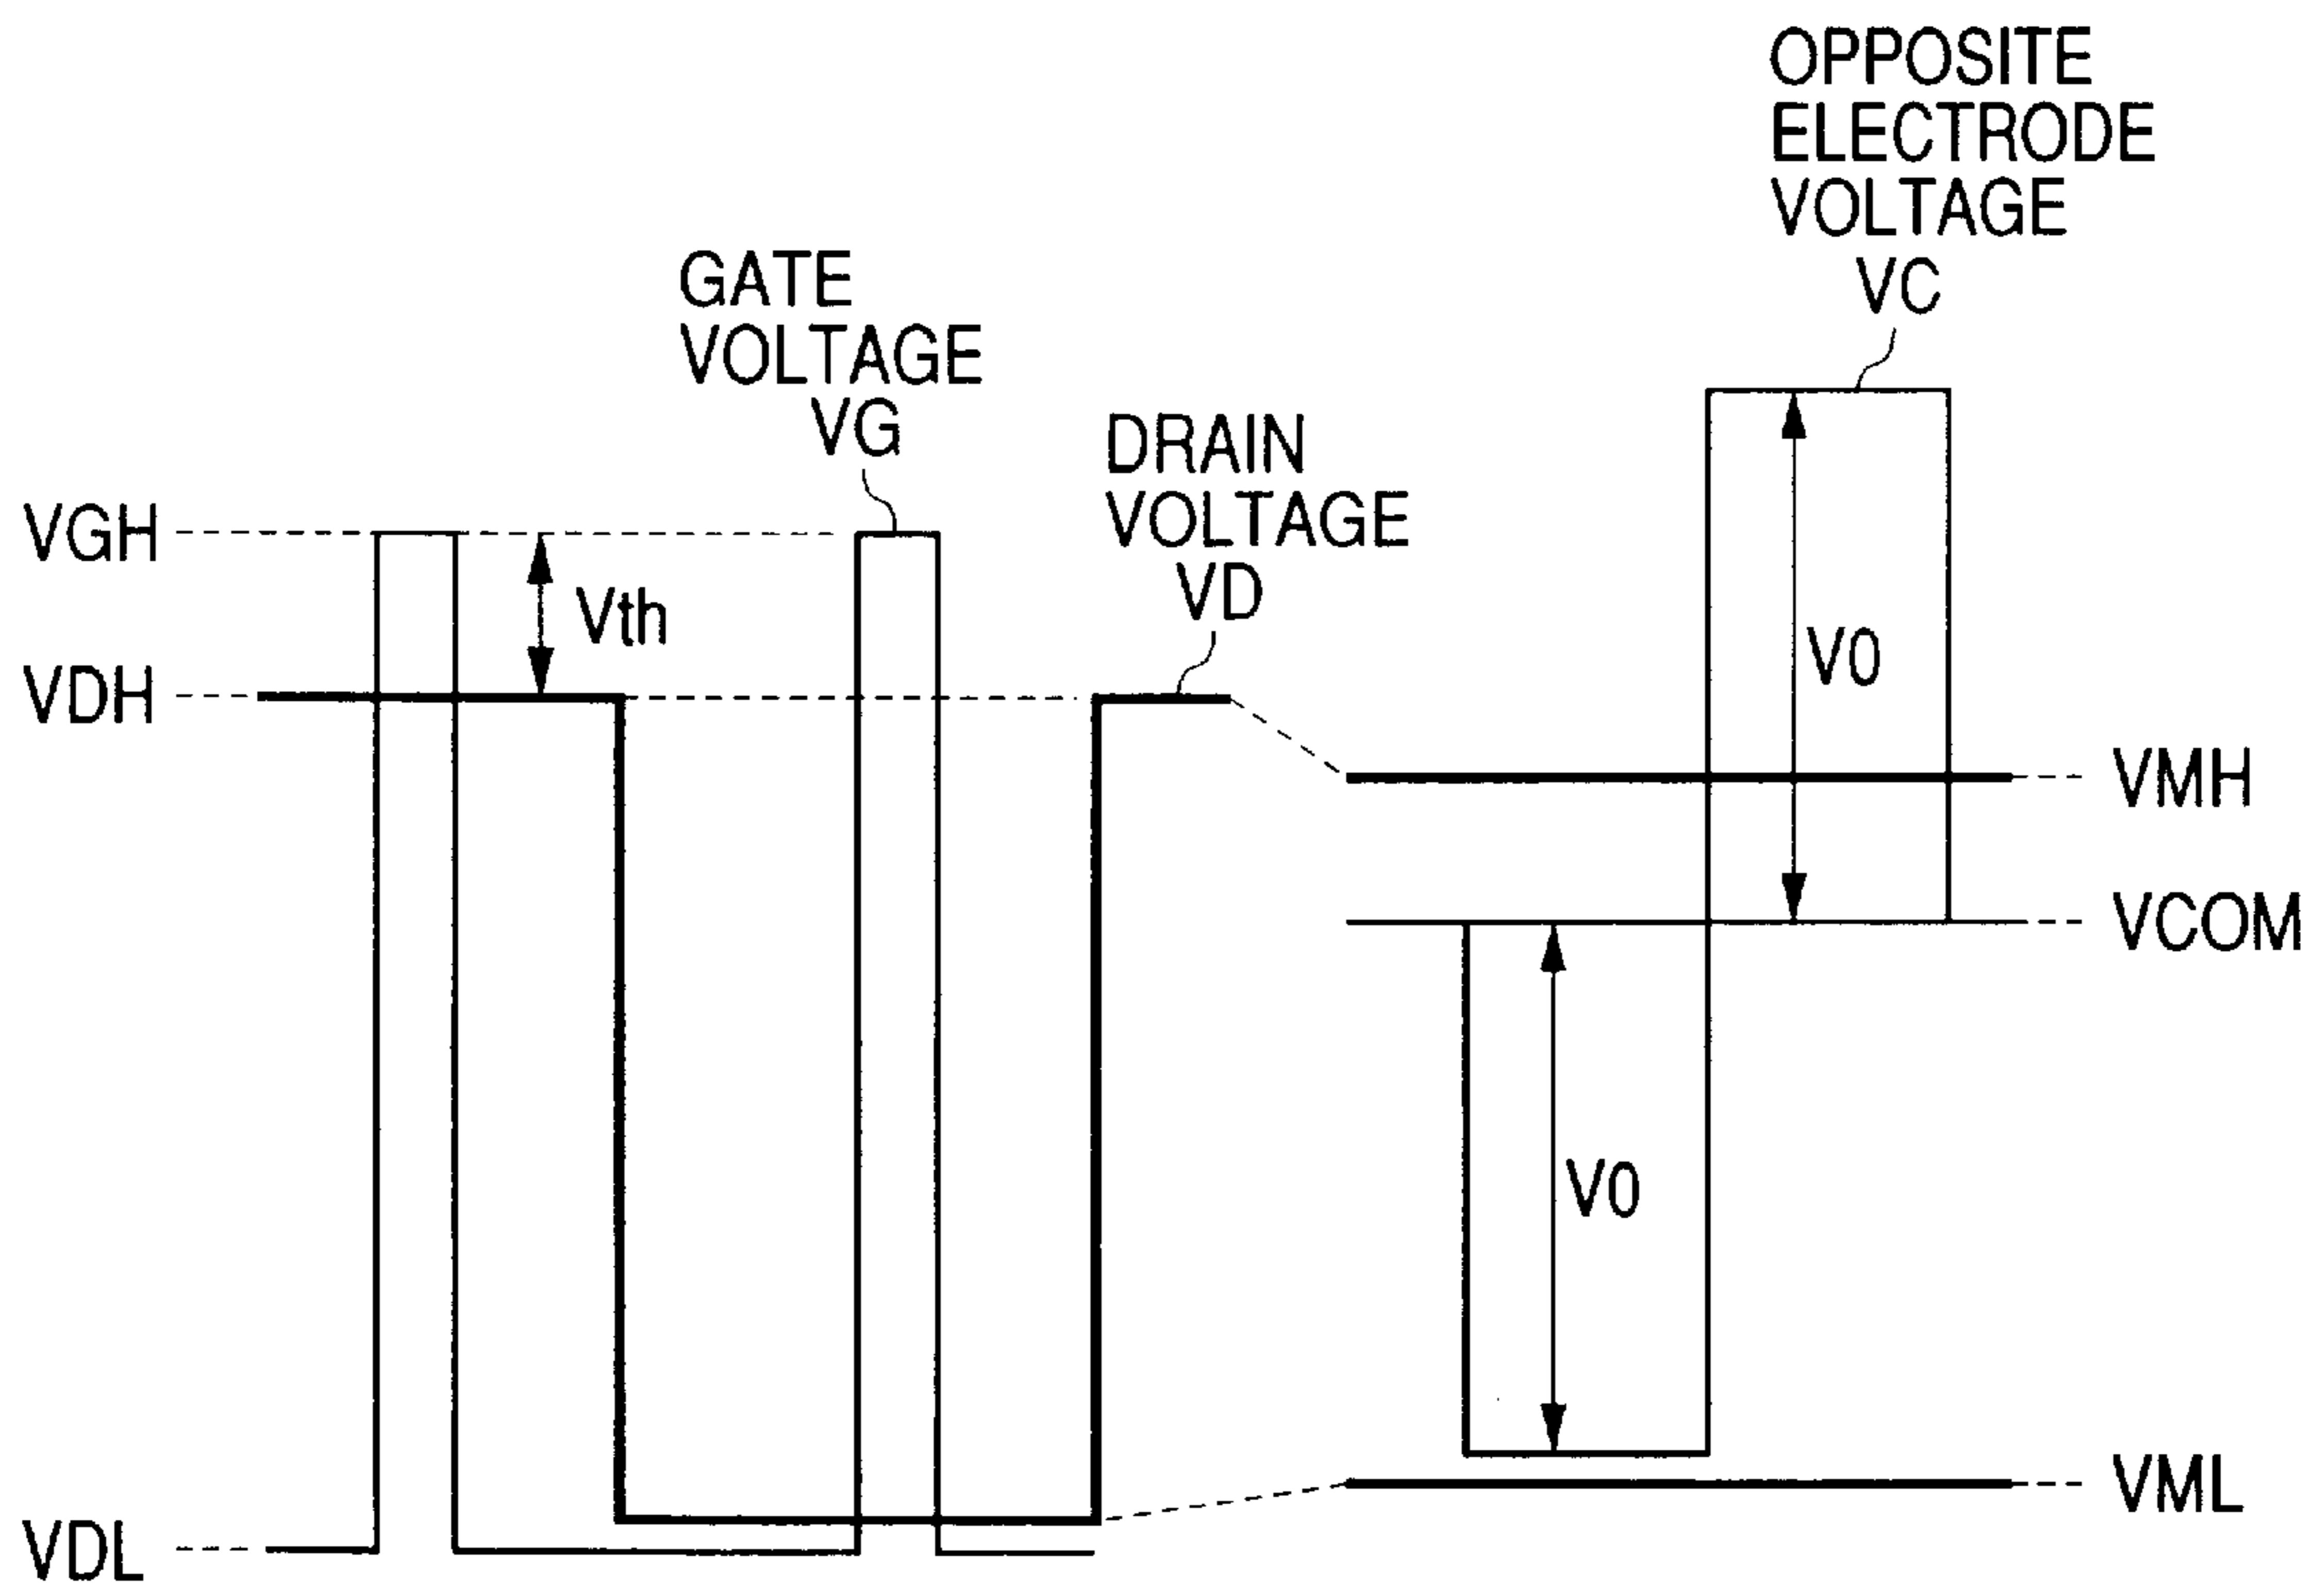 OPPOSITE
ELECTRODE
VOLTAGE
VC
GATE
VOLTAGE
VG
DRAIN
VOLTAGE
VD
VGH
Vth
VDH
V0
VMH
VCOM
V0
VML
VDL